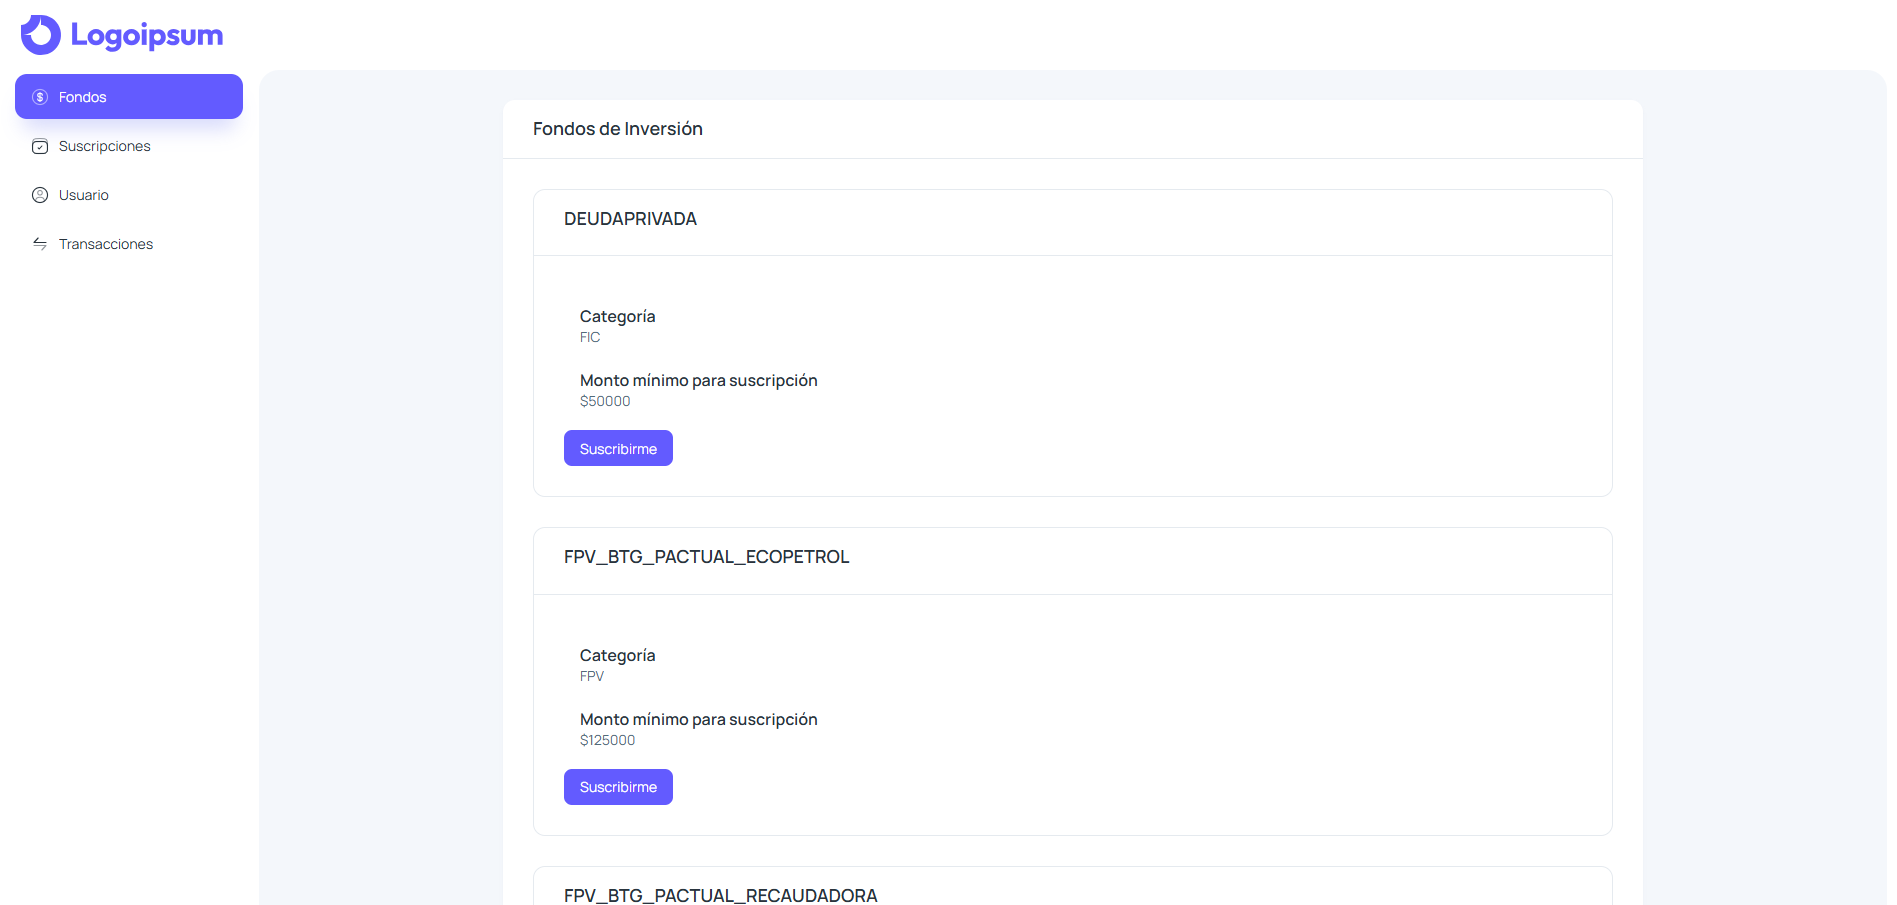 Logoipsum
Fondos
Suscripciones
Usuario
Transacciones
Fondos de Inversión
DEUDAPRIVADA
Categoría
FIC
Monto mínimo para suscripción
$50000
Suscribirme
FPV_BTG_PACTUAL_ECOPETROL
Categoría
FPV
Monto mínimo para suscripción
$125000
Suscribirme
FPV_BTG_PACTUAL_RECAUDADORA